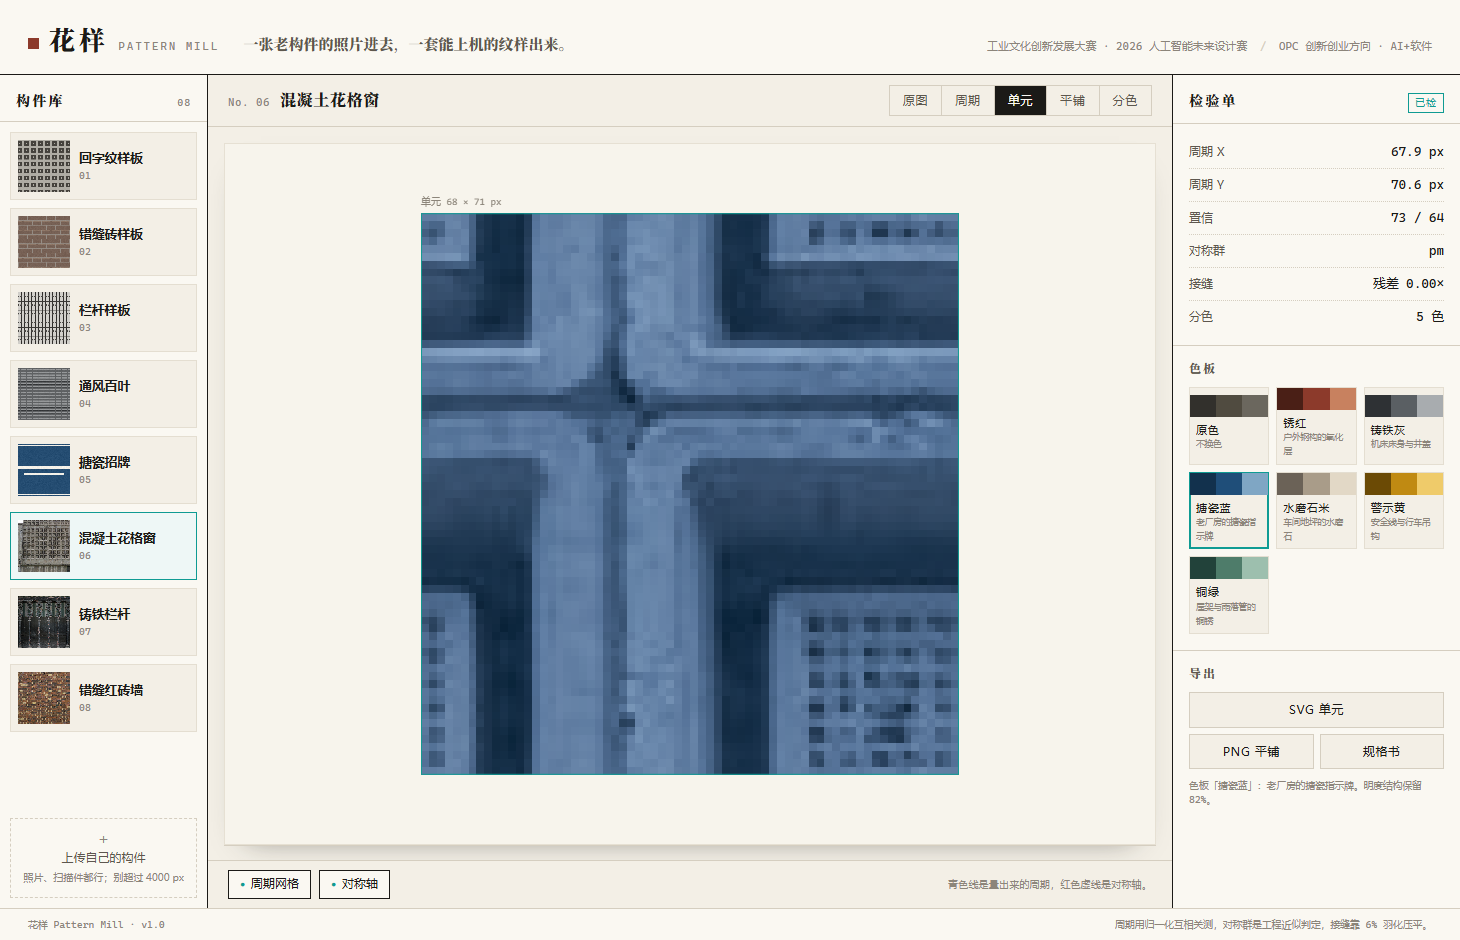 花样 PATTERN MILL 一张老构件的照片进去，一套能上机的纹样出来。
工业文化创新发展大赛 · 2026 人工智能未来设计赛 / OPC 创新创业方向 · AI+软件
构件库 08
回字纹样板
01
错缝砖样板
02
栏杆样板
03
通风百叶
04
搪瓷招牌
05
混凝土花格窗
06
铸铁栏杆
07
错缝红砖墙
08
+
上传自己的构件
照片、扫描件都行；别超过 4000 px
No. 06 混凝土花格窗
原图 周期 单元 平铺 分色
单元 68 × 71 px
• 周期网格 • 对称轴
青色线是量出来的周期，红色虚线是对称轴。
检验单 已检
周期 X 67.9 px
周期 Y 70.6 px
置信 73 / 64
对称群 pm
接缝 残差 0.00×
分色 5 色
色板
原色
不换色
锈红
户外钢构的氧化
层
铸铁灰
机床床身与井盖
搪瓷蓝
老厂房的搪瓷指
示牌
水磨石米
车间地坪的水磨
石
警示黄
安全线与行车吊
钩
铜绿
屋架与雨落管的
铜锈
导出
SVG 单元
PNG 平铺 规格书
色板「搪瓷蓝」：老厂房的搪瓷指示牌。明度结构保留
82%。
花样 Pattern Mill · v1.0
周期用归一化互相关测，对称群是工程近似判定，接缝靠 6% 羽化压平。